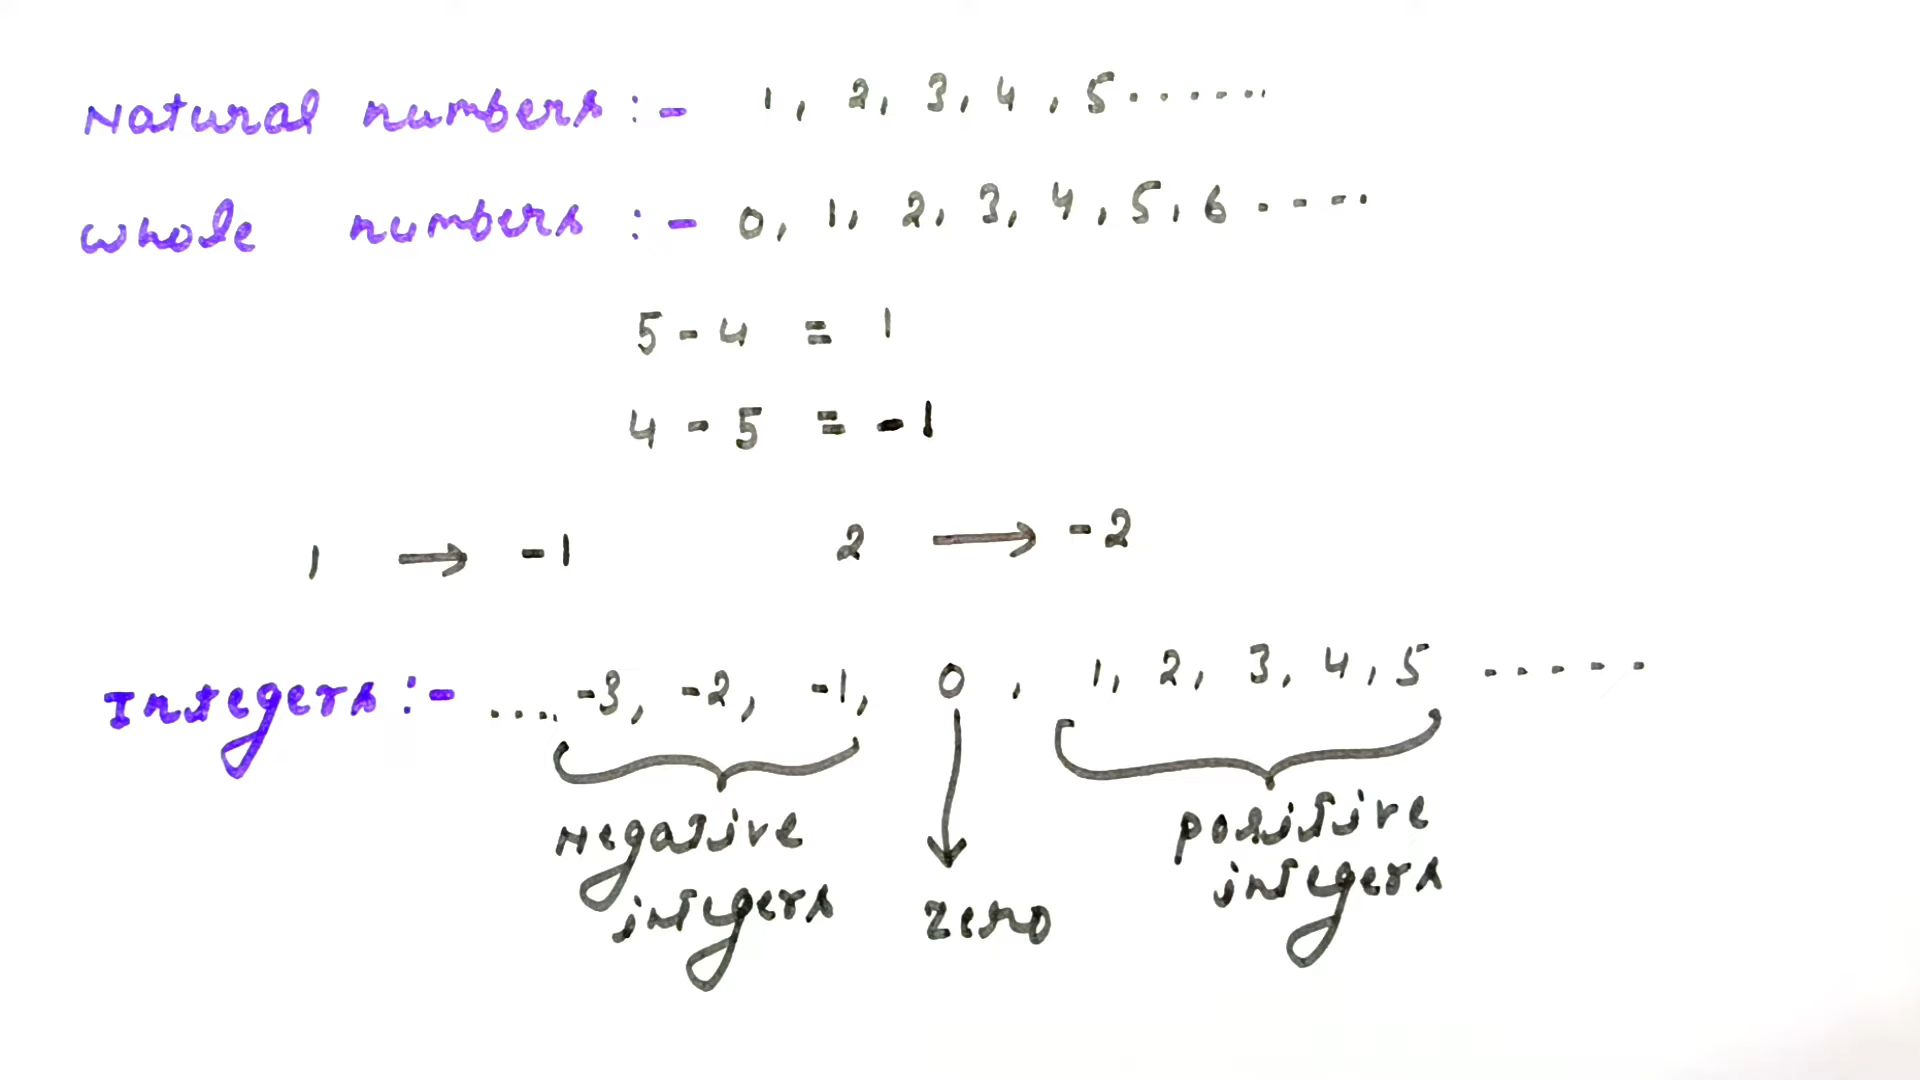 Natural numbers :- 1, 2, 3, 4, 5......
Whole numbers :- 0, 1, 2, 3, 4, 5, 6 ....
5 - 4 = 1
4 - 5 = -1
1 → -1 2 → -2
Integers :- .... -3, -2, -1, 0, 1, 2, 3, 4, 5 .....
Negative integers
zero
positive integers